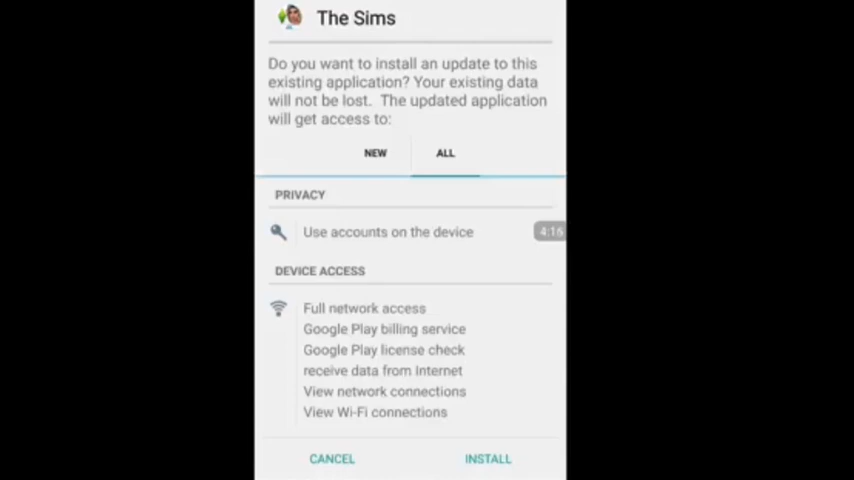 The Sims
Do you want to install an update to this
existing application? Your existing data
will not be lost.  The updated application
will get access to:
NEW
ALL
PRIVACY
Use accounts on the device
4:16
DEVICE ACCESS
Full network access
Google Play billing service
Google Play license check
receive data from Internet
View network connections
View Wi-Fi connections
CANCEL
INSTALL